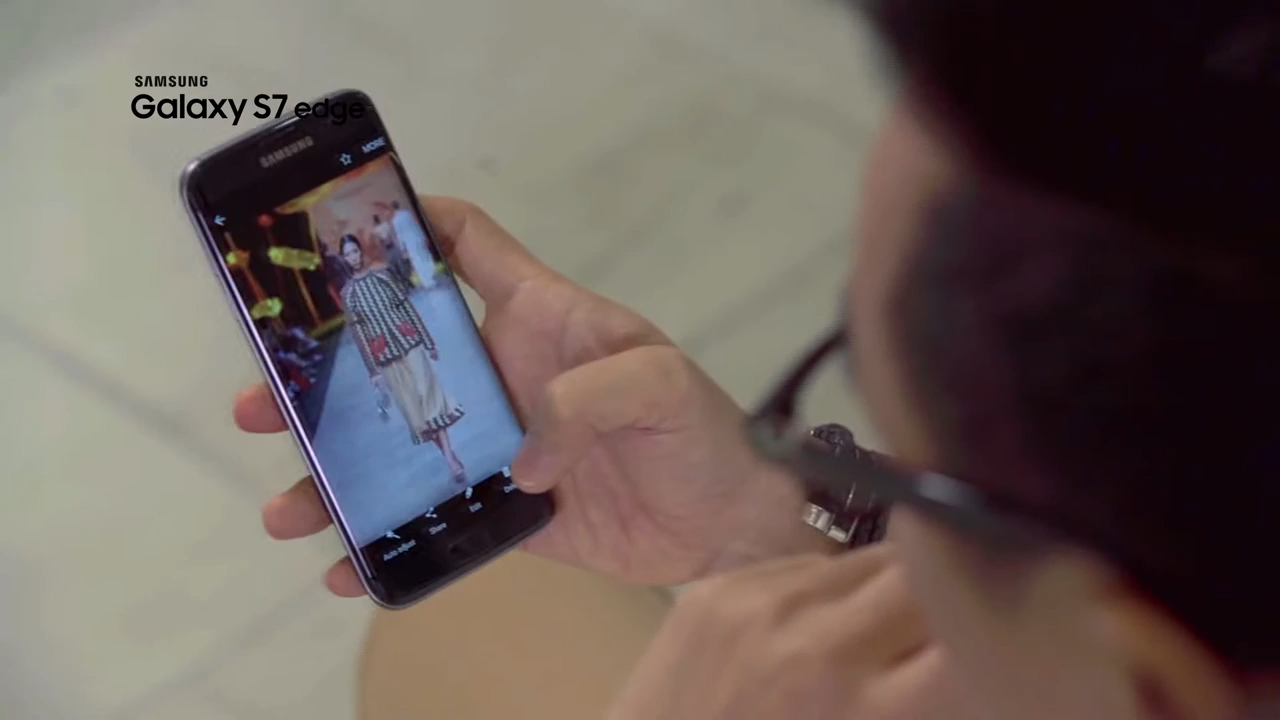 SAMSUNG
Galaxy S7 edge
SAMSUNG
MORE
Auto adjust
Share
Edit